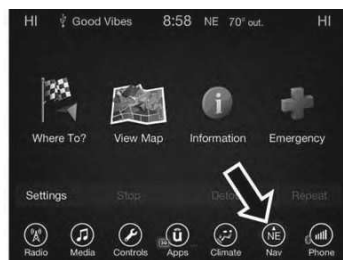 HI Good Vibes 8:58 NE 70° out. HI
Where To? View Map Information Emergency
Settings Stop Detour Repeat
NE
Radio Media Controls Apps Climate Nav Phone